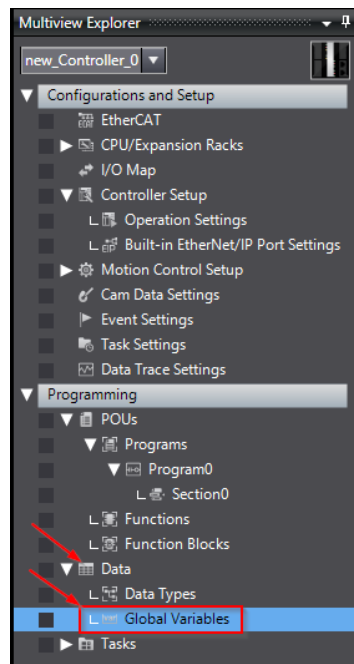 Multiview Explorer
new_Controller_0
Configurations and Setup
EtherCAT
CPU/Expansion Racks
I/O Map
Controller Setup
Operation Settings
Built-in EtherNet/IP Port Settings
Motion Control Setup
Cam Data Settings
Event Settings
Task Settings
Data Trace Settings
Programming
POUs
Programs
Program0
Section0
Functions
Function Blocks
Data
Data Types
Global Variables
Tasks